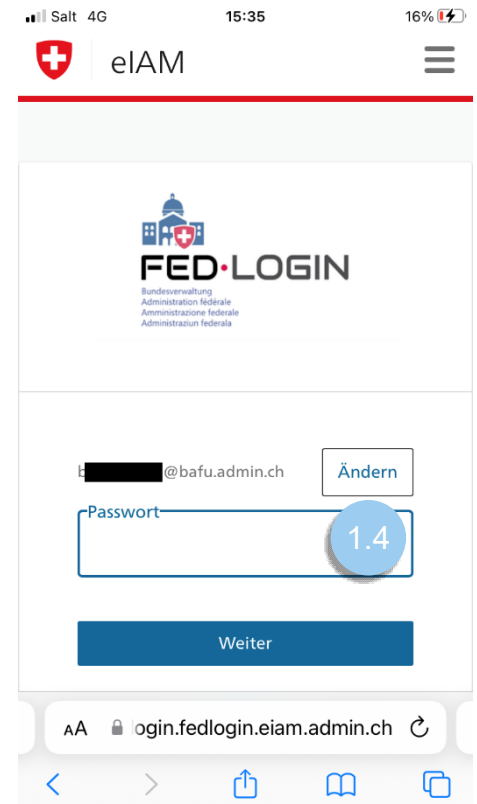 Salt 4G 15:35 16%
eIAM
FED·LOGIN
Bundesverwaltung
Administration fédérale
Amministrazione federale
Administraziun federala
b @bafu.admin.ch Ändern
Passwort
1.4
Weiter
AA login.fedlogin.eiam.admin.ch